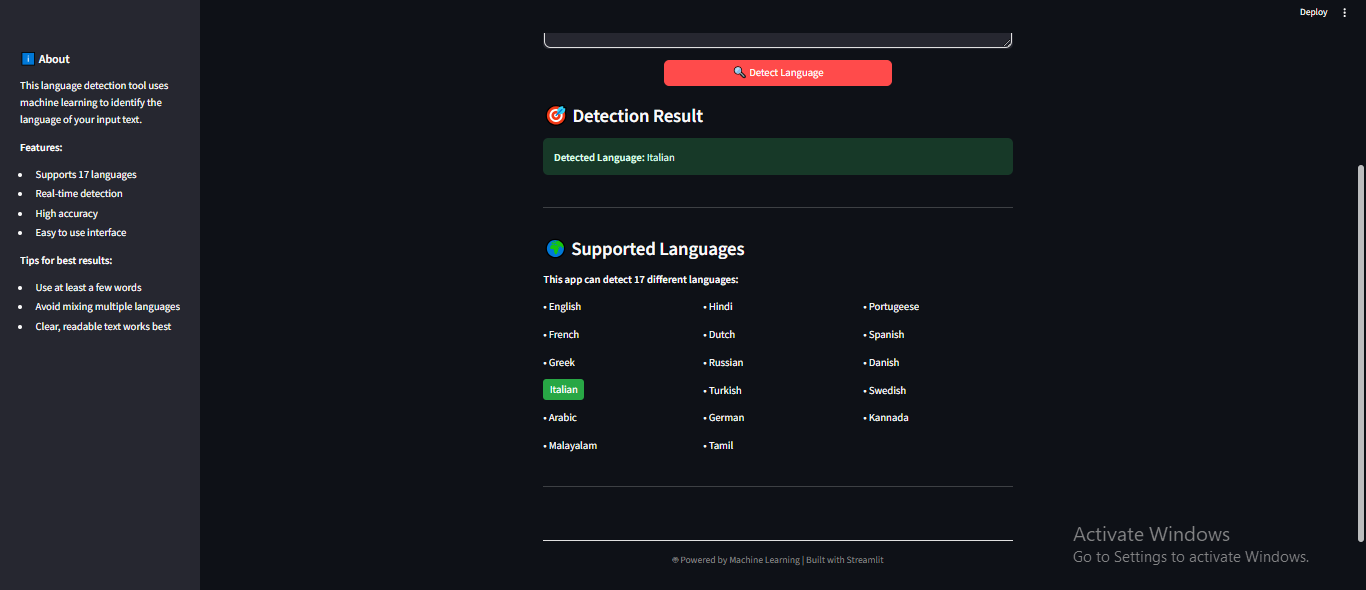 Deploy
ℹ️ About
This language detection tool uses
machine learning to identify the
language of your input text.
Features:
• Supports 17 languages
• Real-time detection
• High accuracy
• Easy to use interface
Tips for best results:
• Use at least a few words
• Avoid mixing multiple languages
• Clear, readable text works best
🔍 Detect Language
🎯 Detection Result
Detected Language: Italian
🌍 Supported Languages
This app can detect 17 different languages:
• English
• French
• Greek
Italian
• Arabic
• Malayalam
• Hindi
• Dutch
• Russian
• Turkish
• German
• Tamil
• Portugeese
• Spanish
• Danish
• Swedish
• Kannada
Powered by Machine Learning | Built with Streamlit
Activate Windows
Go to Settings to activate Windows.